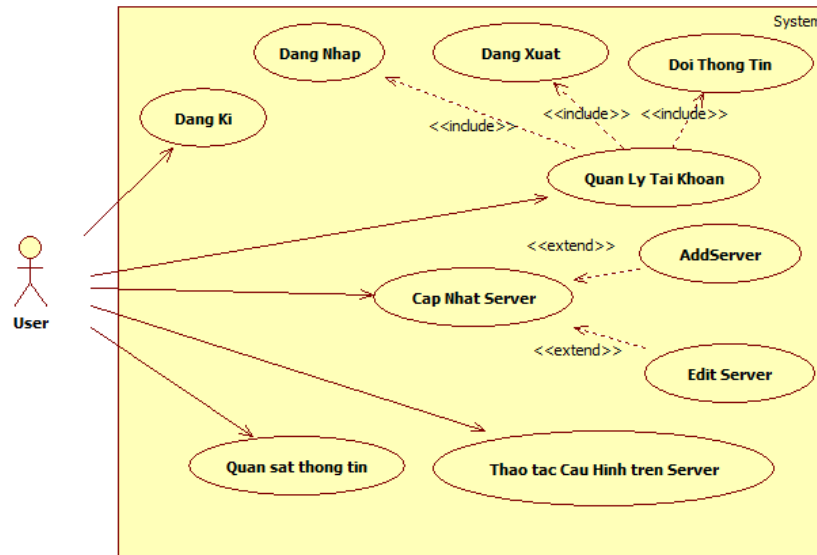 System
Dang Nhap
Dang Xuat
Doi Thong Tin
Dang Ki
<<include>>
<<include>>
<<include>>
Quan Ly Tai Khoan
<<extend>>
AddServer
User
Cap Nhat Server
<<extend>>
Edit Server
Quan sat thong tin
Thao tac Cau Hinh tren Server